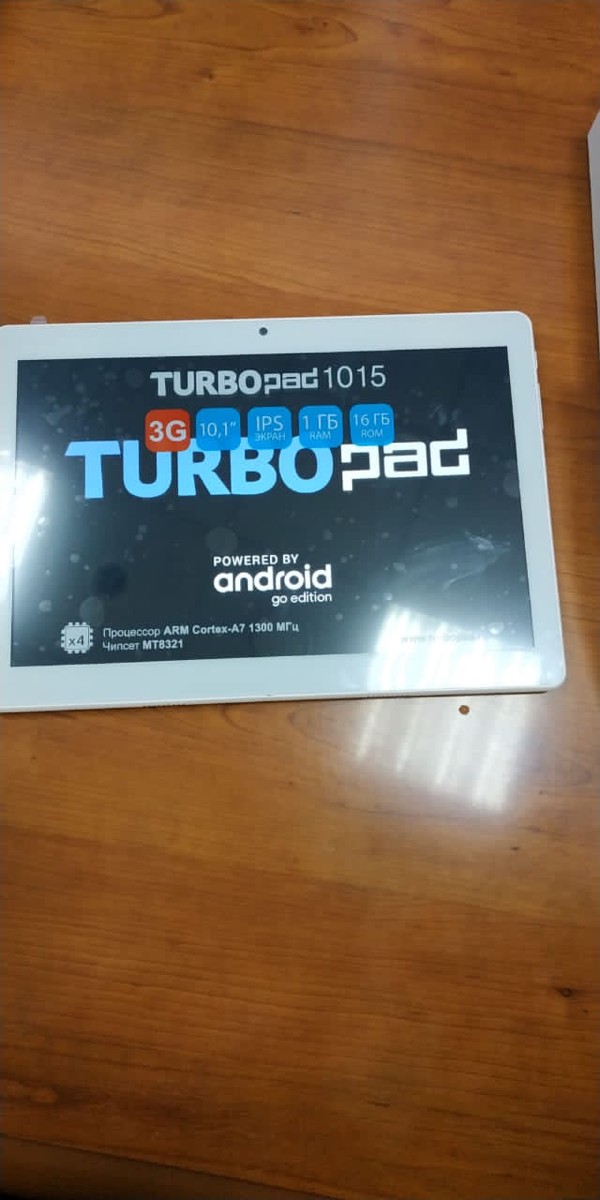 TURBOpad 1015
3G 10,1" IPS ЭКРАН 1 ГБ RAM 16 ГБ ROM
TURBOpad
POWERED BY
android
go edition
x4 Процессор ARM Cortex-A7 1300 МГц
Чипсет MT8321